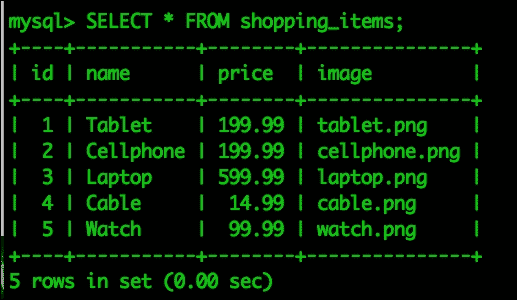 mysql> SELECT * FROM shopping_items;
+----+-----------+--------+---------------+
| id | name      | price  | image         |
+----+-----------+--------+---------------+
|  1 | Tablet    | 199.99 | tablet.png    |
|  2 | Cellphone | 199.99 | cellphone.png |
|  3 | Laptop    | 599.99 | laptop.png    |
|  4 | Cable     |  14.99 | cable.png     |
|  5 | Watch     |  99.99 | watch.png     |
+----+-----------+--------+---------------+
5 rows in set (0.00 sec)